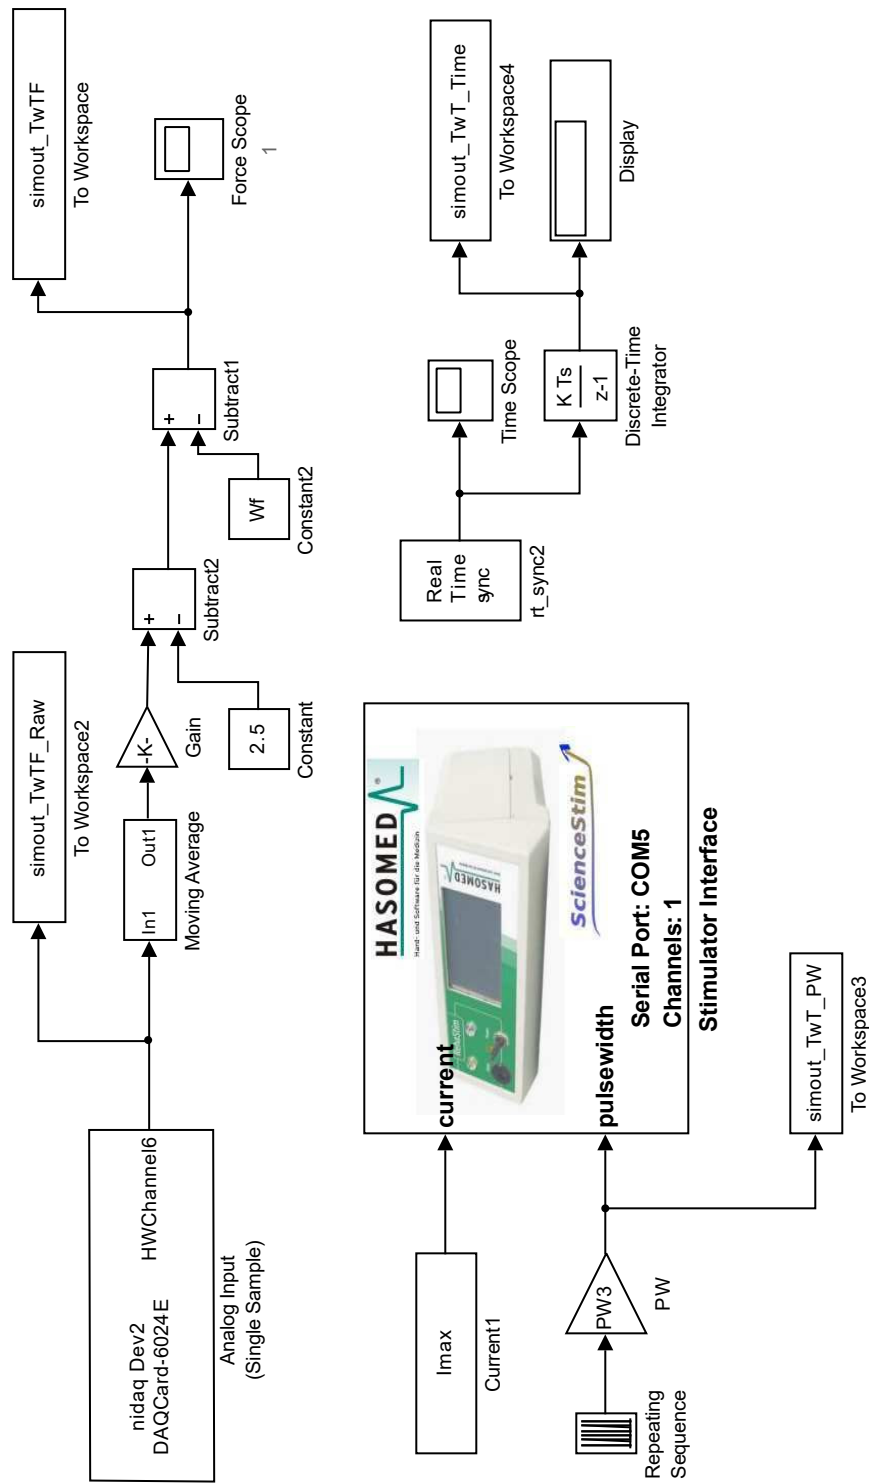 nidaq Dev2
DAQCard-6024E
HWChannel6
Analog Input
(Single Sample)
simout_TwTF_Raw
To Workspace2
In1
Out1
Moving Average
-K-
Gain
2.5
Constant
+
−
Subtract2
Wf
Constant2
+
−
Subtract1
simout_TwTF
To Workspace
Force Scope
1
Imax
Current1
Repeating
Sequence
PW3
PW
current
pulsewidth
HASOMED
®
Hard- und Software für die Medizin
HASOMED
ScienceStim
Serial Port: COM5
Channels: 1
Stimulator Interface
simout_TwT_PW
To Workspace3
Real
Time
sync
rt_sync2
Time Scope
K Ts
z-1
Discrete-Time
Integrator
simout_TwT_Time
To Workspace4
Display